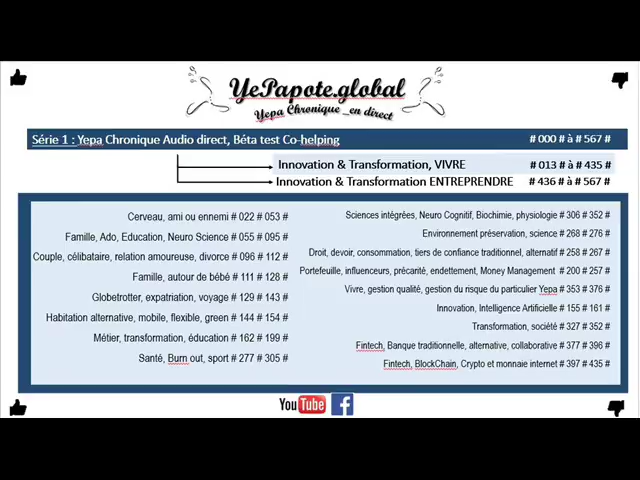 YePapote.global
Yepa Chronique _en direct
Série 1 : Yepa Chronique Audio direct, Béta test Co-helping # 000 # à # 567 #
Innovation & Transformation, VIVRE # 013 # à # 435 #
Innovation & Transformation ENTREPRENDRE # 436 # à # 567 #
Cerveau, ami ou ennemi # 022 # 053 #
Famille, Ado, Education, Neuro Science # 055 # 095 #
Couple, célibataire, relation amoureuse, divorce # 096 # 112 #
Famille, autour de bébé # 111 # 128 #
Globetrotter, expatriation, voyage # 129 # 143 #
Habitation alternative, mobile, flexible, green # 144 # 154 #
Métier, transformation, éducation # 162 # 199 #
Santé, Burn out, sport # 277 # 305 #
Sciences intégrées, Neuro Cognitif, Biochimie, physiologie # 306 # 352 #
Environnement préservation, science # 268 # 276 #
Droit, devoir, consommation, tiers de confiance traditionnel, alternatif # 258 # 267 #
Portefeuille, influenceurs, précarité, endettement, Money Management # 200 # 257 #
Vivre, gestion qualité, gestion du risque du particulier Yepa # 353 # 376 #
Innovation, Intelligence Artificielle # 155 # 161 #
Transformation, société # 327 # 352 #
Fintech, Banque traditionnelle, alternative, collaborative # 377 # 396 #
Fintech, BlockChain, Crypto et monnaie internet # 397 # 435 #
YouTube f